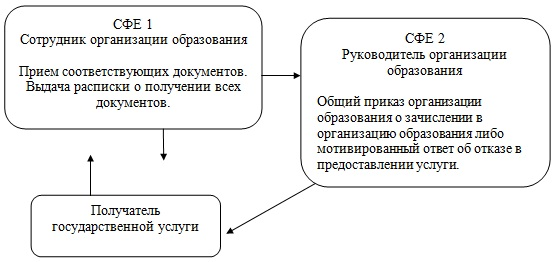 СФЕ 1
Сотрудник организации образования
Прием соответствующих документов.
Выдача расписки о получении всех
документов.
СФЕ 2
Руководитель организации
образования
Общий приказ организации
образования о зачислении в
организацию образования либо
мотивированный ответ об отказе в
предоставлении услуги.
Получатель
государственной услуги